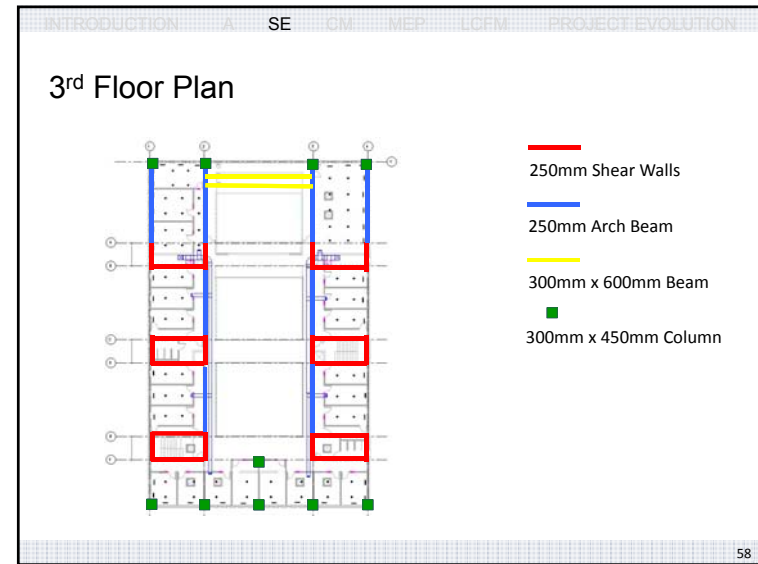 INTRODUCTION A SE CM MEP LCFM PROJECT EVOLUTION
3rd Floor Plan
250mm Shear Walls
250mm Arch Beam
300mm x 600mm Beam
300mm x 450mm Column
58